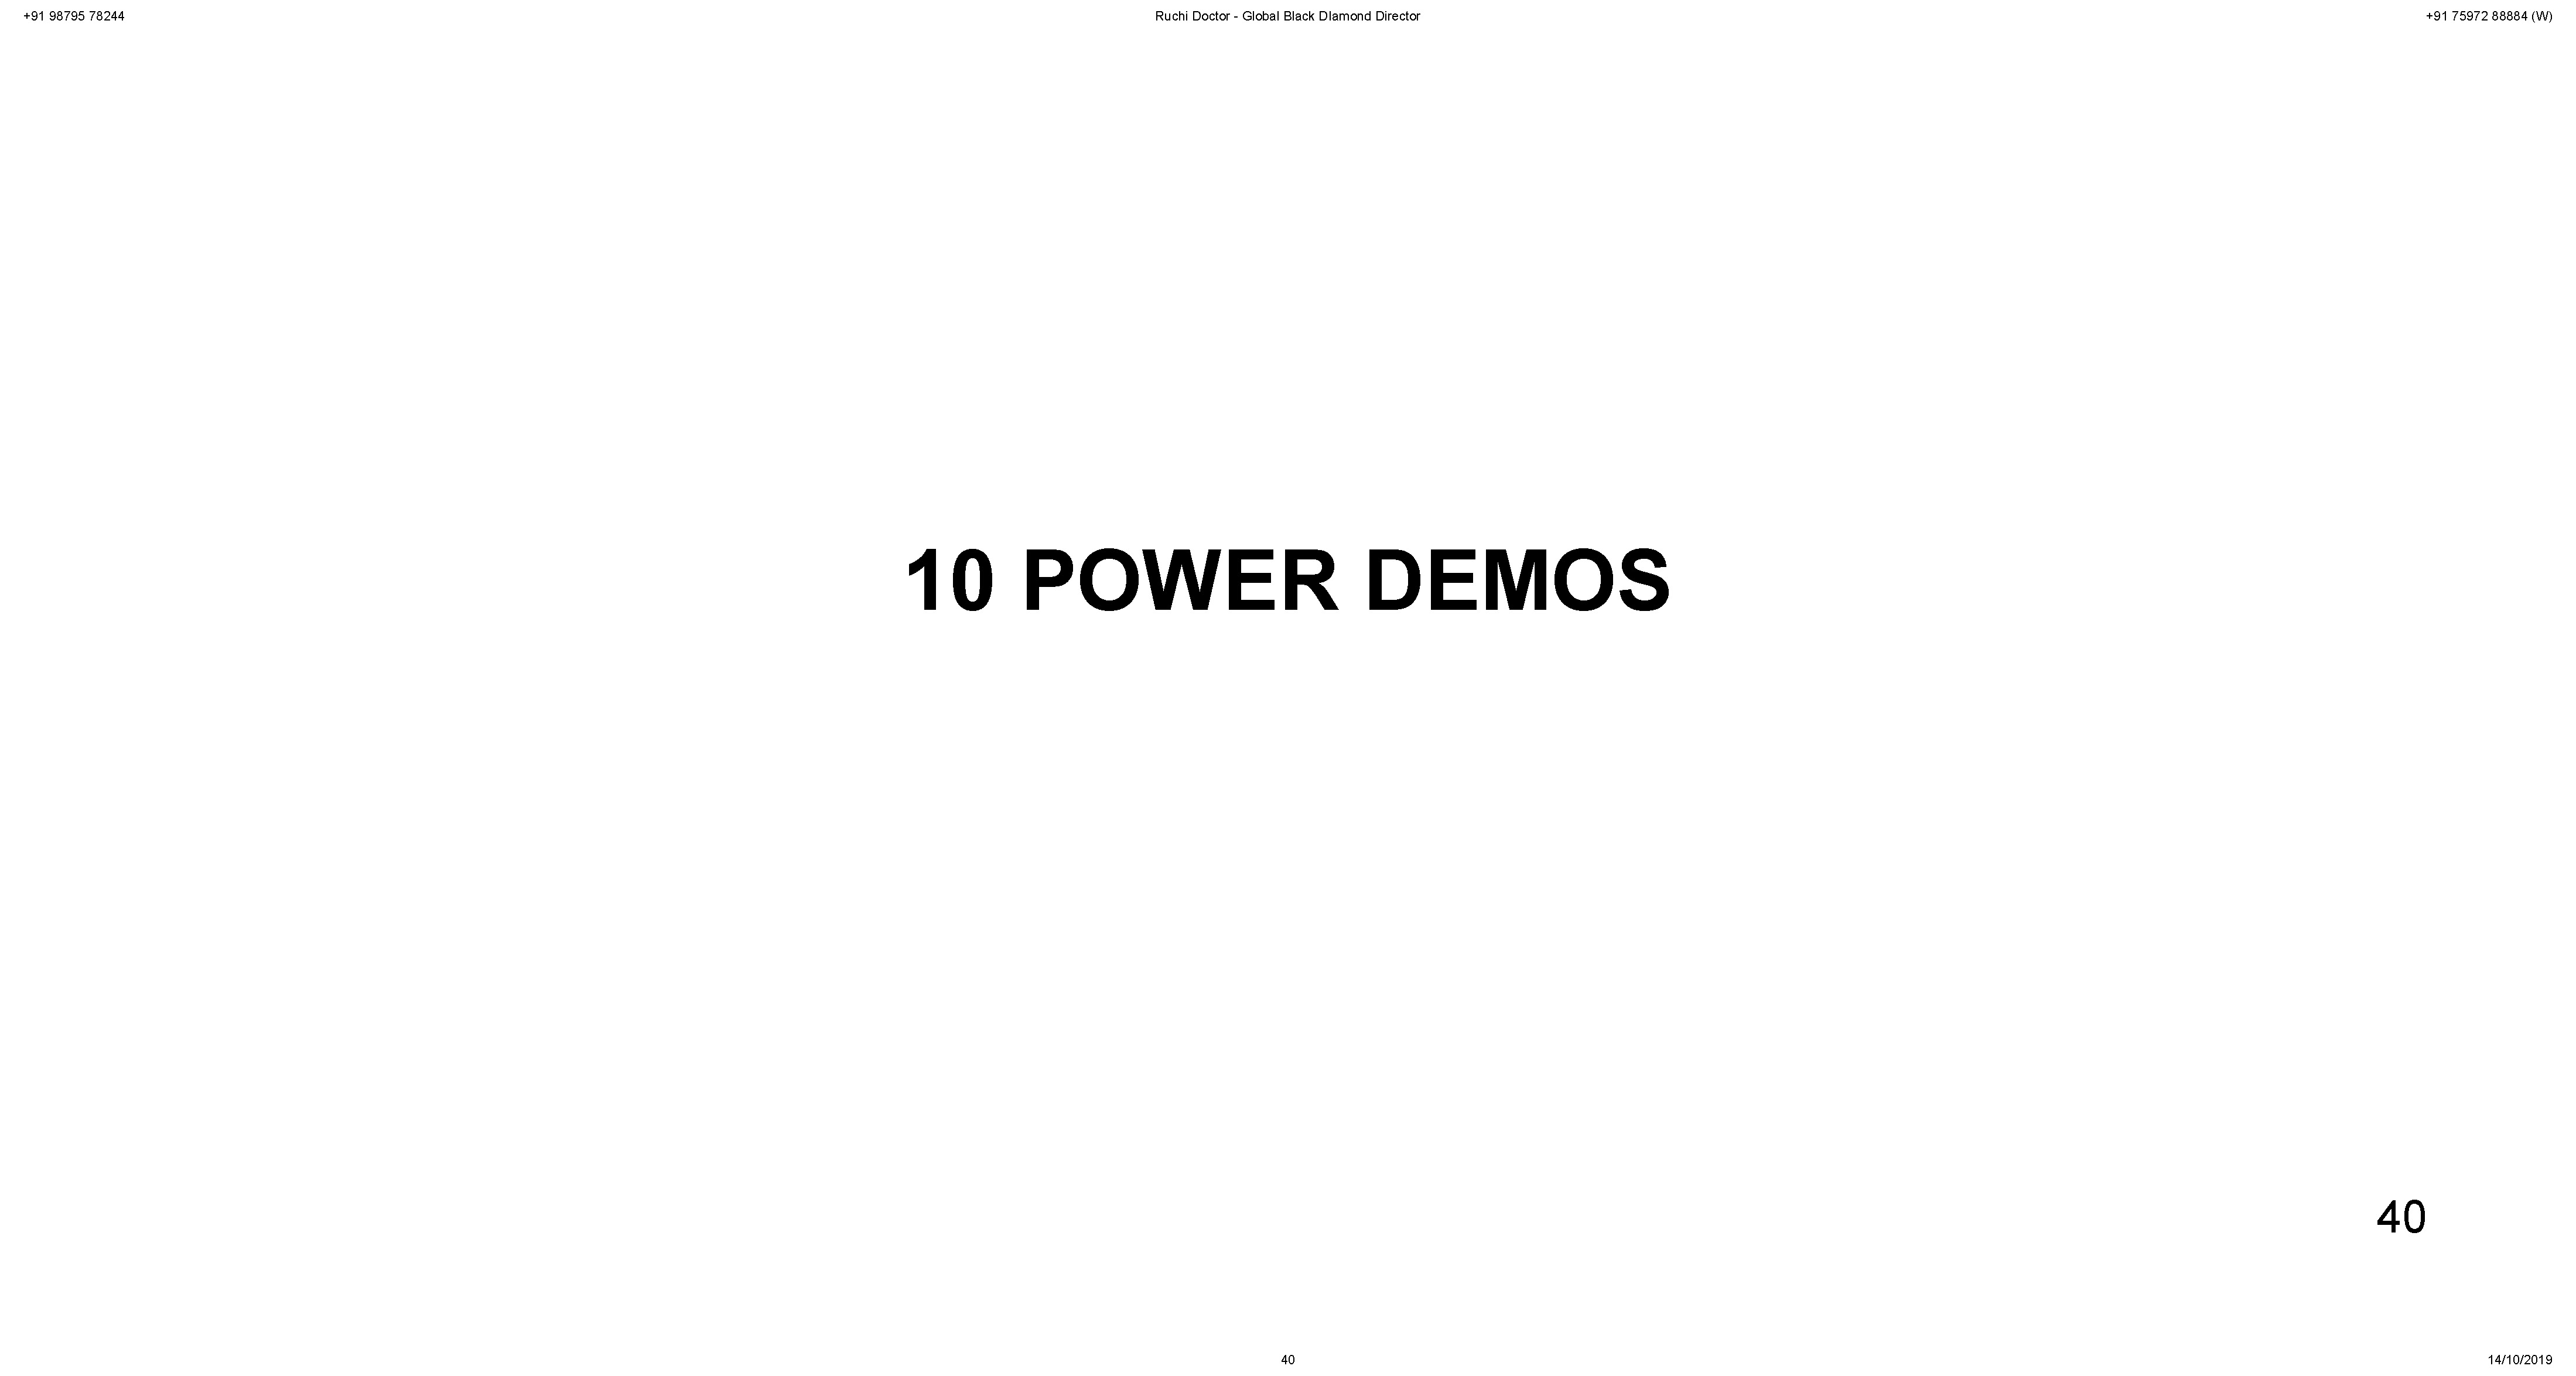 +91 98795 78244
Ruchi Doctor - Global Black DIamond Director
+91 75972 88884 (W)
10 POWER DEMOS
40
40
14/10/2019